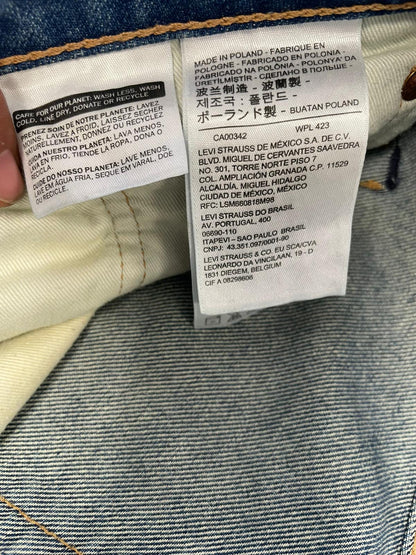 CARE FOR OUR PLANET: WASH LESS, WASH
COLD, LINE DRY, DONATE OR RECYCLE
PRENEZ SOIN DE NOTRE PLANETE: LAVEZ
MOINS, LAVEZ À FROID, LAISSEZ SÉCHER
NATURELLEMENT, DONNEZ OU RECYCLEZ
CUIDA NUESTRO PLANETA: LAVA MENOS,
LAVA EN FRIO, TIENDE LA ROPA, DONA O
RECICLA
CUIDE DO NOSSO PLANETA: LAVE MENOS,
LAVE EM ÁGUA FRIA, SEQUE EM VARAL, DOE
OU RECICLE.
MADE IN POLAND - FABRIQUÉ EN
POLOGNE - FABRICADO EN POLONIA -
FABRICADO NA POLÔNIA - POLONYA' DA
ÜRETİLMİŞTİR - СДЕЛАНО В ПОЛЬШЕ -
波兰制造 - 波蘭製 -
제조국: 폴란드 -
ポーランド製 - BUATAN POLAND
CA00342 WPL 423
LEVI STRAUSS DE MÉXICO S.A. DE C.V.
BLVD. MIGUEL DE CERVANTES SAAVEDRA
NO. 301, TORRE NORTE PISO 7
COL. AMPLIACIÓN GRANADA C.P. 11529
ALCALDÍA. MIGUEL HIDALGO
CIUDAD DE MÉXICO, MÉXICO
RFC: LSM860818M98
LEVI STRAUSS DO BRASIL
AV. PORTUGAL, 400
06690-110
ITAPEVI – SAO PAULO BRASIL
CNPJ: 43.351.097/0001-90
LEVI STRAUSS & CO. EU SCA/CVA
LEONARDO DA VINCILAAN, 19 - D
1831 DIEGEM, BELGIUM
CIF A 08298606